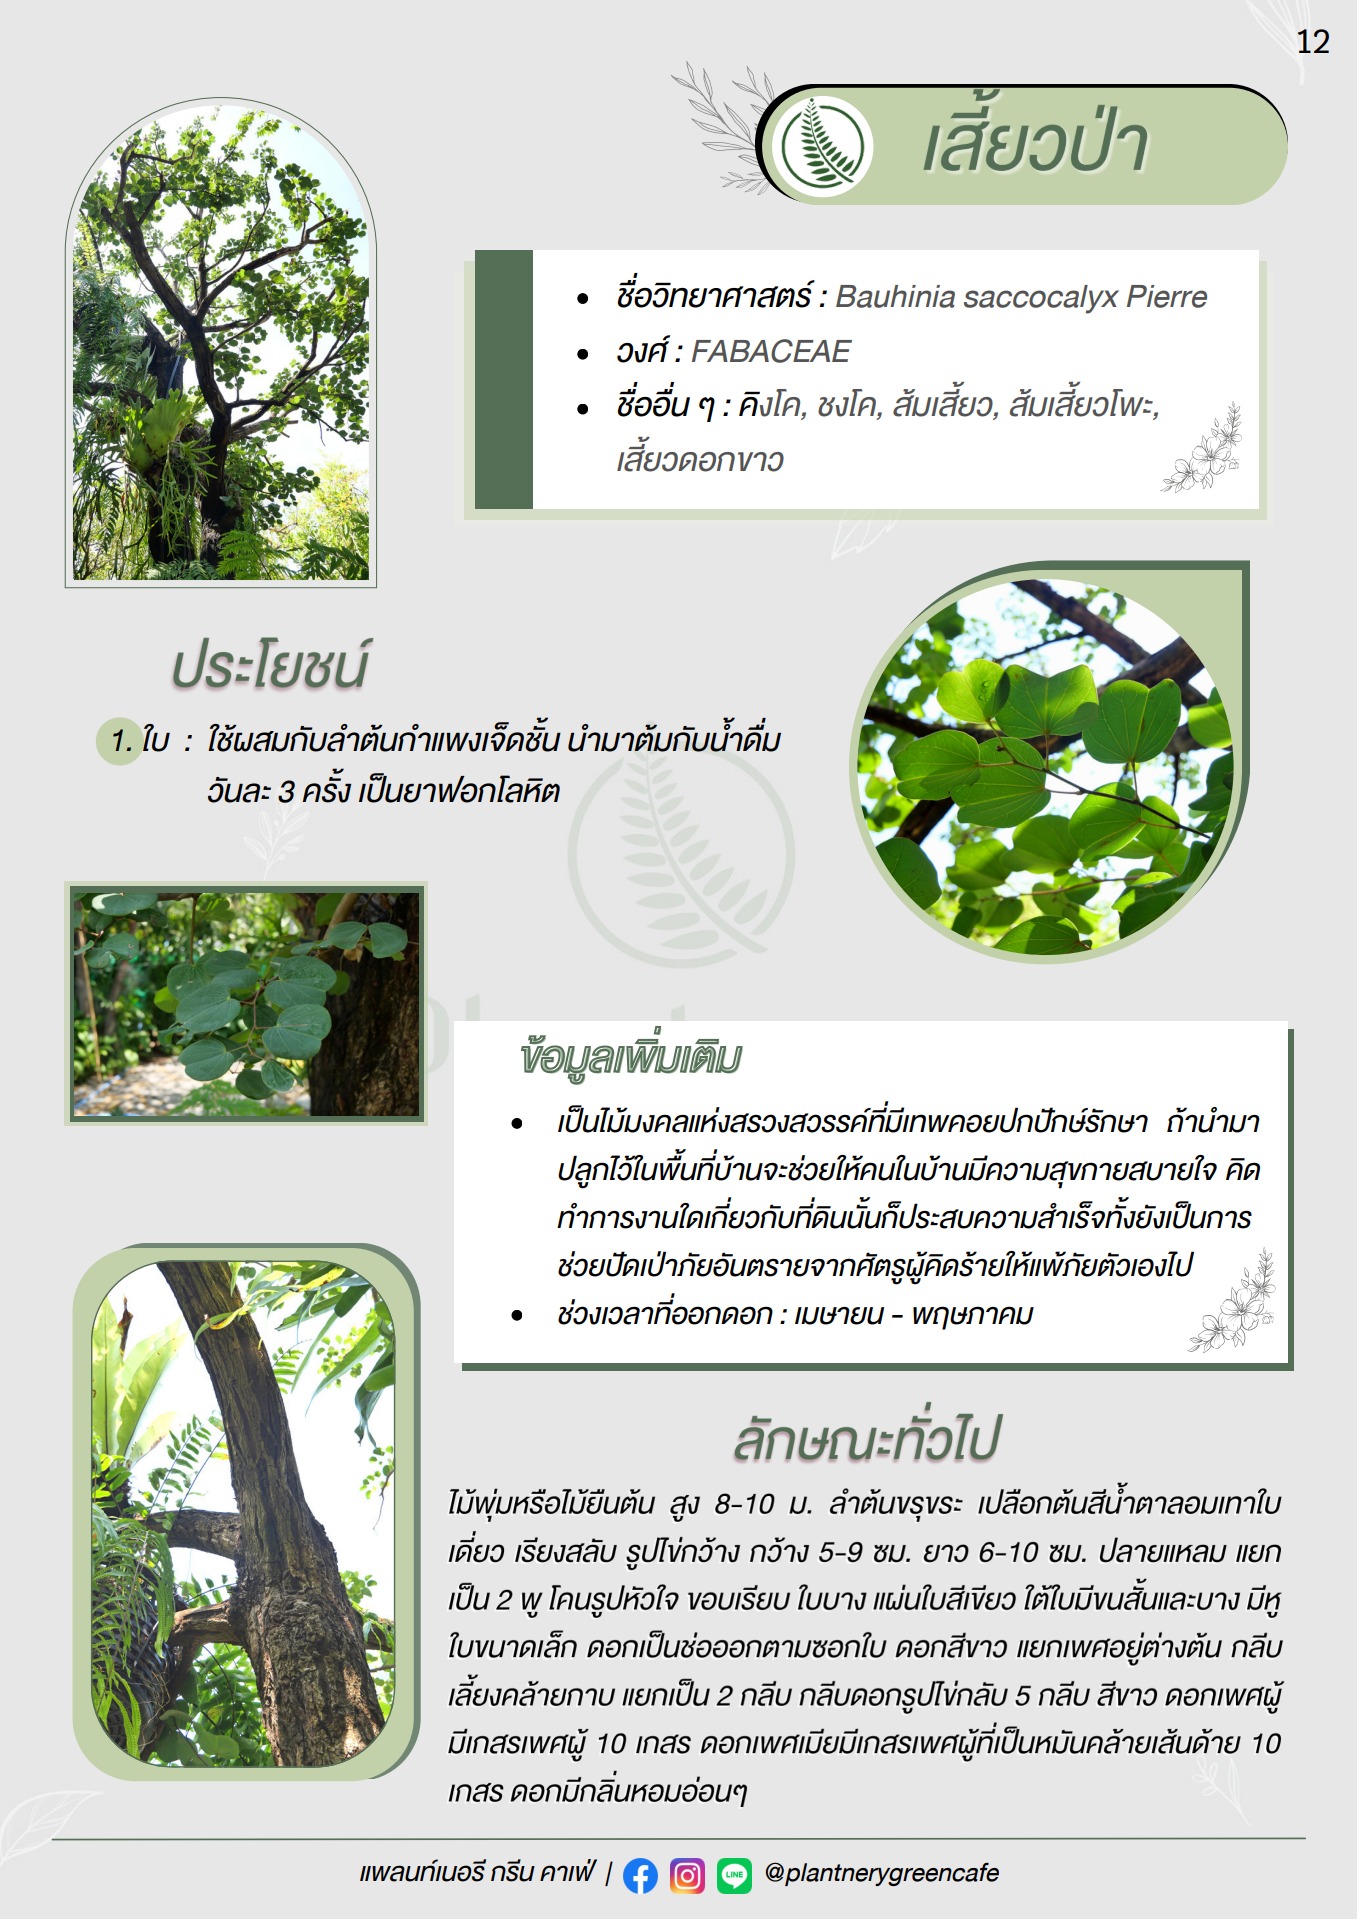 12
เสี้ยวป่า
ชื่อวิทยาศาสตร์ : Bauhinia saccocalyx Pierre
วงศ์ : FABACEAE
ชื่ออื่น ๆ : คิงโค, ชงโค, ส้มเสี้ยว, ส้มเสี้ยวโพะ,
เสี้ยวดอกขาว
ประโยชน์
1. ใบ : ใช้ผสมกับลำต้นกำแพงเจ็ดชั้น นำมาต้มกับน้ำดื่ม
วันละ 3 ครั้ง เป็นยาฟอกโลหิต
ข้อมูลเพิ่มเติม
เป็นไม้มงคลแห่งสรวงสวรรค์ที่มีเทพคอยปกปักษ์รักษา ถ้านำมา
ปลูกไว้ในพื้นที่บ้านจะช่วยให้คนในบ้านมีความสุขกายสบายใจ คิด
ทำการงานใดเกี่ยวกับที่ดินนั้นก็ประสบความสำเร็จทั้งยังเป็นการ
ช่วยปัดเป่าภัยอันตรายจากศัตรูผู้คิดร้ายให้แพ้ภัยตัวเองไป
ช่วงเวลาที่ออกดอก : เมษายน - พฤษภาคม
ลักษณะทั่วไป
ไม้พุ่มหรือไม้ยืนต้น สูง 8-10 ม. ลำต้นขรุขระ เปลือกต้นสีน้ำตาลอมเทาใบ
เดี่ยว เรียงสลับ รูปไข่กว้าง กว้าง 5-9 ซม. ยาว 6-10 ซม. ปลายแหลม แยก
เป็น 2 พู โคนรูปหัวใจ ขอบเรียบ ใบบาง แผ่นใบสีเขียว ใต้ใบมีขนสั้นและบาง มีหู
ใบขนาดเล็ก ดอกเป็นช่อออกตามซอกใบ ดอกสีขาว แยกเพศอยู่ต่างต้น กลีบ
เลี้ยงคล้ายกาบ แยกเป็น 2 กลีบ กลีบดอกรูปไข่กลับ 5 กลีบ สีขาว ดอกเพศผู้
มีเกสรเพศผู้ 10 เกสร ดอกเพศเมียมีเกสรเพศผู้ที่เป็นหมันคล้ายเส้นด้าย 10
เกสร ดอกมีกลิ่นหอมอ่อนๆ
แพลนท์เนอรี กรีน คาเฟ่ | LINE @plantnerygreencafe